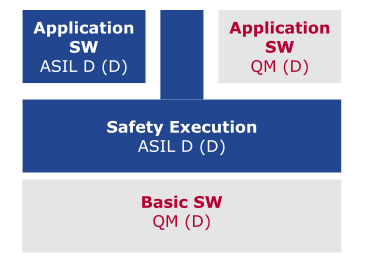 Application
SW
ASIL D (D)
Application
SW
QM (D)
Safety Execution
ASIL D (D)
Basic SW
QM (D)